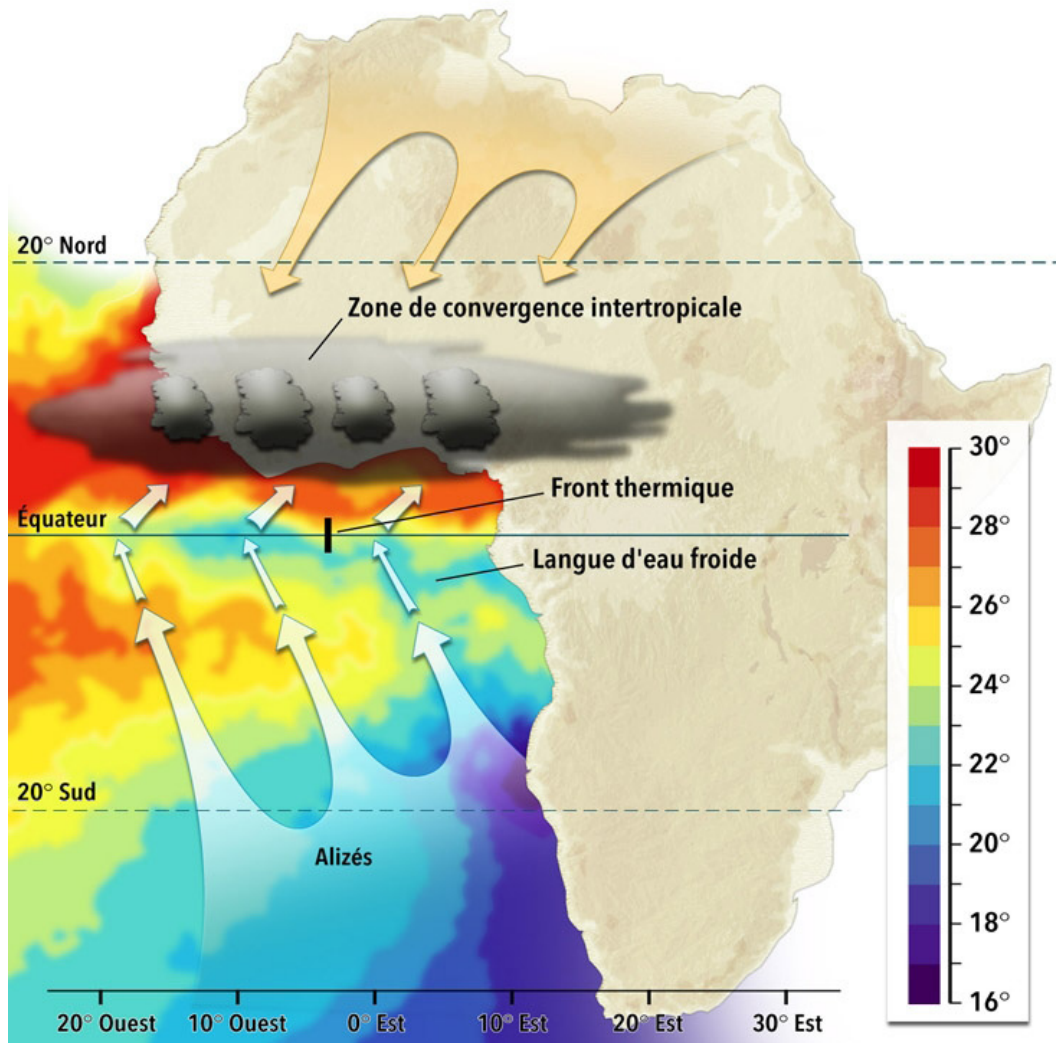 20° Nord
Zone de convergence intertropicale
30°
Front thermique
28°
Équateur
Langue d'eau froide
26°
24°
22°
20° Sud
20°
Alizés
18°
16°
20° Ouest
10° Ouest
0° Est
10° Est
20° Est
30° Est